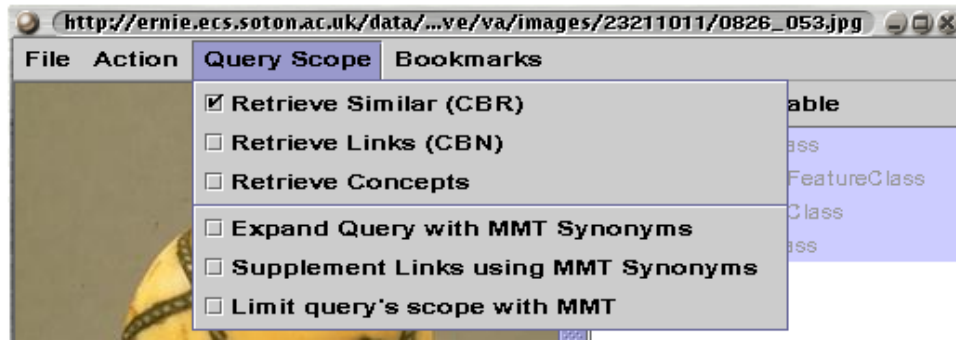 http://ernie.ecs.soton.ac.uk/data/...ve/va/images/23211011/0826_053.jpg
File Action Query Scope Bookmarks
Retrieve Similar (CBR)
able
Retrieve Links (CBN)
ass
Retrieve Concepts
FeatureClass
Class
Expand Query with MMT Synonyms
ass
Supplement Links using MMT Synonyms
Limit query's scope with MMT